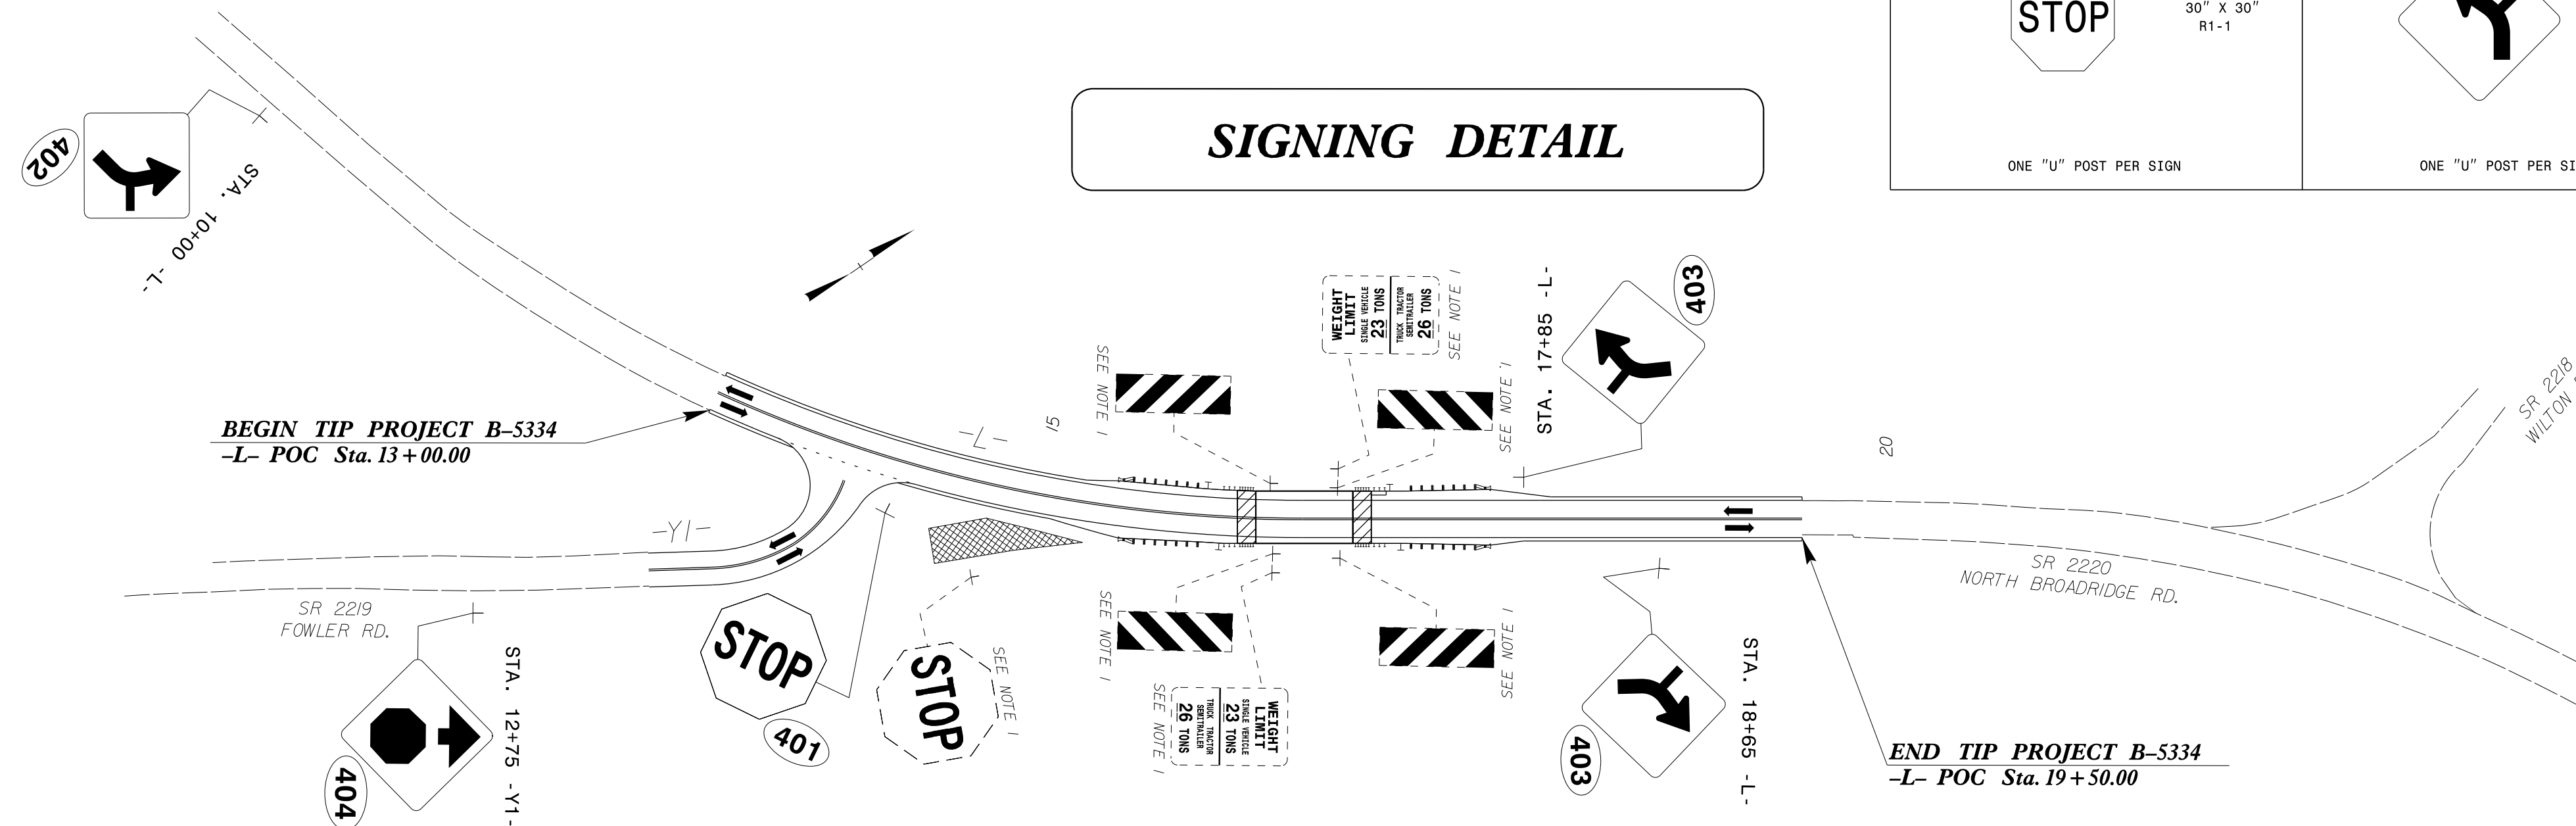 STOP
30" X 30"
R1-1
ONE "U" POST PER SIGN
ONE "U" POST PER SI
SIGNING DETAIL
402
STA. 10+00 -L-
BEGIN TIP PROJECT B-5334
-L- POC Sta. 13+00.00
-L-
15
SEE NOTE 1
WEIGHT
LIMIT
SINGLE VEHICLE
23 TONS
TRUCK TRACTOR
SEMITRAILER
26 TONS
SEE NOTE 1
SEE NOTE 1
STA. 17+85 -L-
403
20
SR 2218
WILTON
-Y1-
SR 2219
FOWLER RD.
SR 2220
NORTH BROADRIDGE RD.
404
STA. 12+75 -Y1-
STOP
401
STOP
SEE NOTE 1
SEE NOTE 1
WEIGHT
LIMIT
SINGLE VEHICLE
23 TONS
TRUCK TRACTOR
SEMITRAILER
26 TONS
SEE NOTE 1
SEE NOTE 1
403
STA. 18+65 -L-
END TIP PROJECT B-5334
-L- POC Sta. 19+50.00